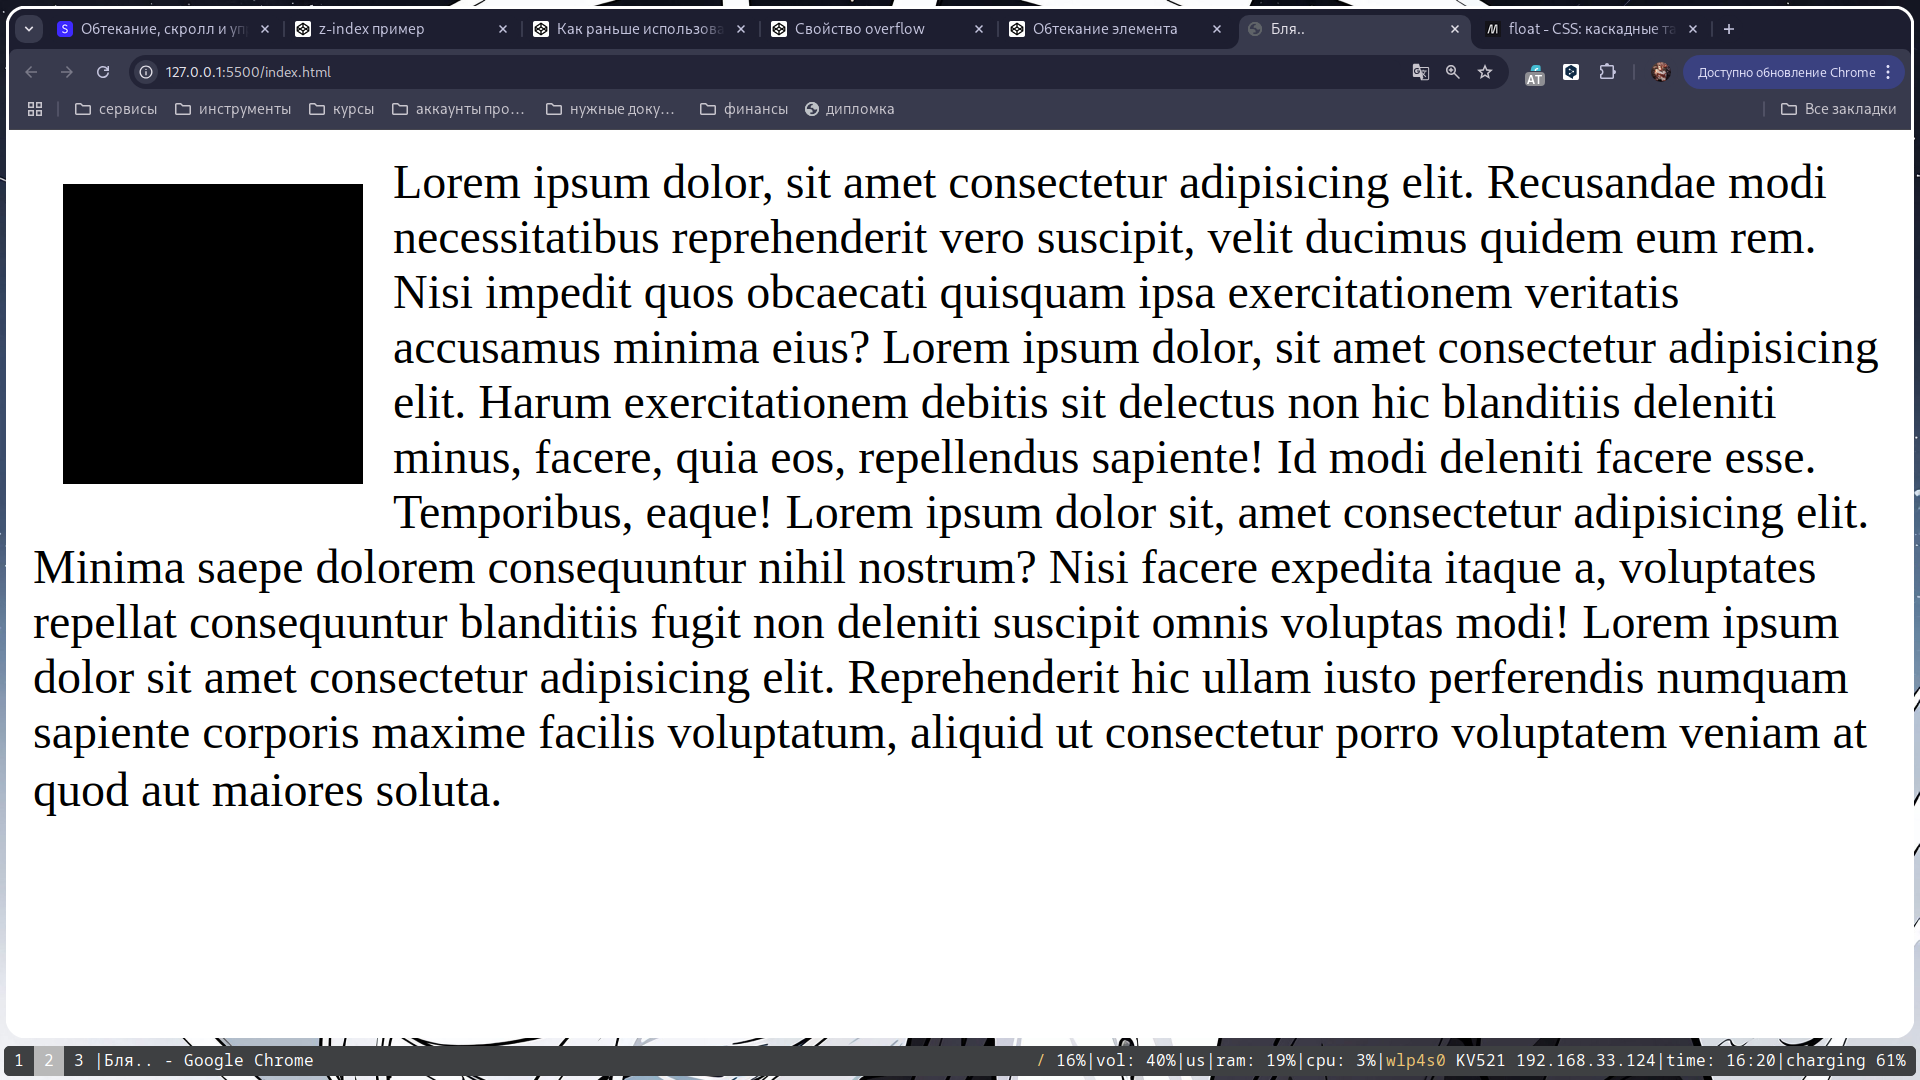 Обтекание, скролл и уп
z-index пример
Как раньше использова
Свойство overflow
Обтекание элемента
Бля..
float - CSS: каскадные та
127.0.0.1:5500/index.html
AT
Доступно обновление Chrome
сервисы
инструменты
курсы
аккаунты про…
нужные доку…
финансы
дипломка
Все закладки
Lorem ipsum dolor, sit amet consectetur adipisicing elit. Recusandae modi
necessitatibus reprehenderit vero suscipit, velit ducimus quidem eum rem.
Nisi impedit quos obcaecati quisquam ipsa exercitationem veritatis
accusamus minima eius? Lorem ipsum dolor, sit amet consectetur adipisicing
elit. Harum exercitationem debitis sit delectus non hic blanditiis deleniti
minus, facere, quia eos, repellendus sapiente! Id modi deleniti facere esse.
Temporibus, eaque! Lorem ipsum dolor sit, amet consectetur adipisicing elit.
Minima saepe dolorem consequuntur nihil nostrum? Nisi facere expedita itaque a, voluptates
repellat consequuntur blanditiis fugit non deleniti suscipit omnis voluptas modi! Lorem ipsum
dolor sit amet consectetur adipisicing elit. Reprehenderit hic ullam iusto perferendis numquam
sapiente corporis maxime facilis voluptatum, aliquid ut consectetur porro voluptatem veniam at
quod aut maiores soluta.
1 2 3 |Бля.. - Google Chrome
/ 16%|vol: 40%|us|ram: 19%|cpu: 3%|wlp4s0 KV521 192.168.33.124|time: 16:20|charging 61%